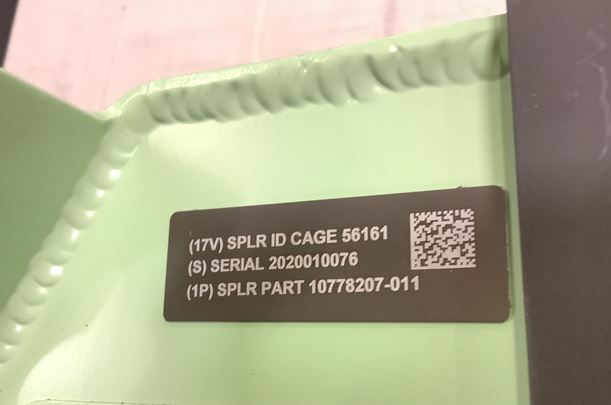 (17V) SPLR ID CAGE 56161
(S) SERIAL 2020010076
(1P) SPLR PART 10778207-011